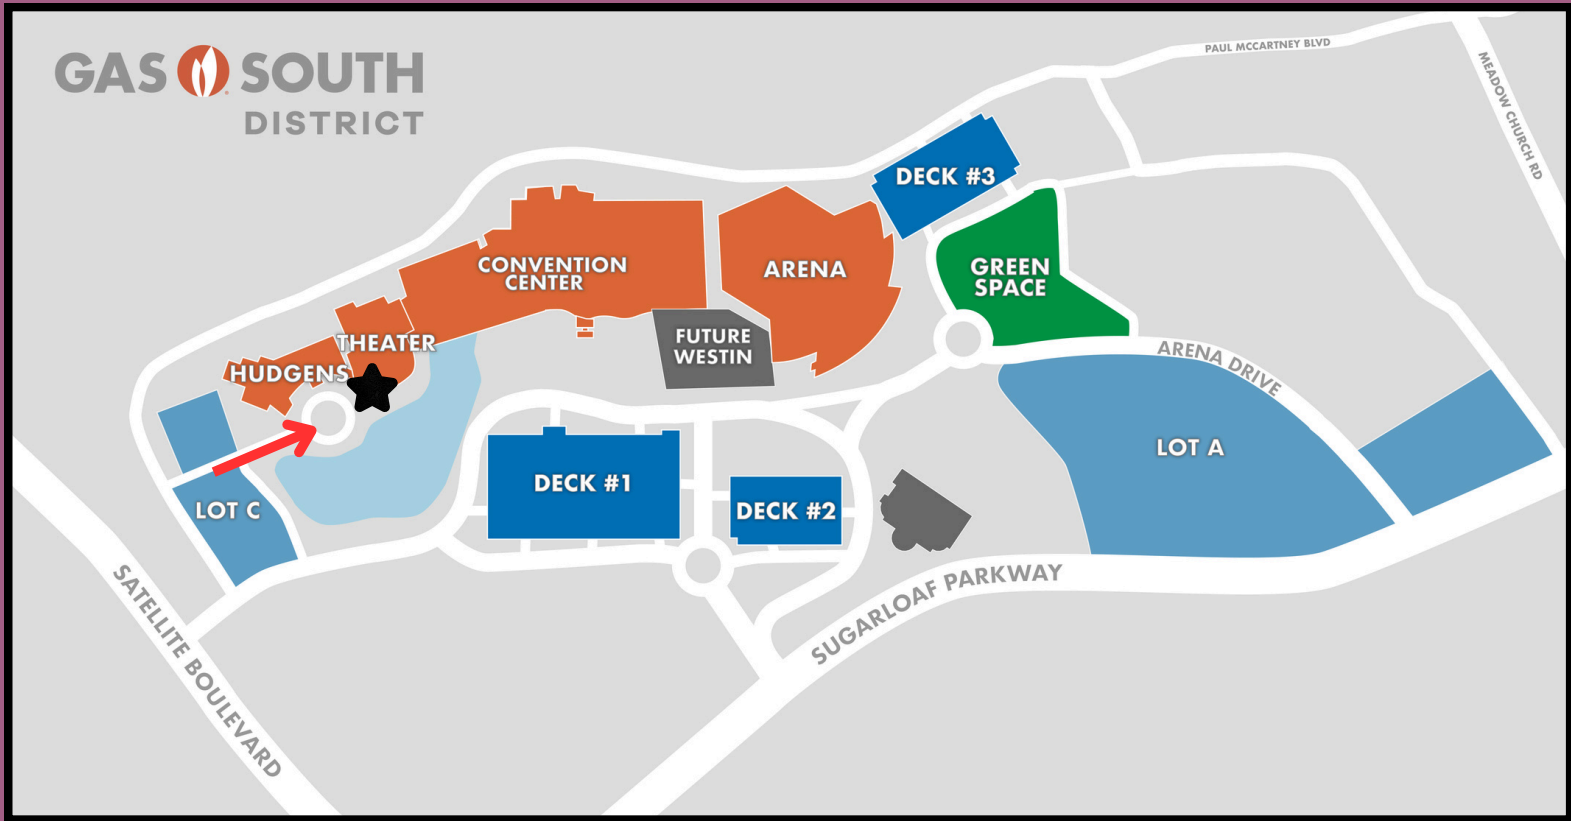 GAS SOUTH
DISTRICT
PAUL MCCARTNEY BLVD
MEADOW CHURCH RD
DECK #3
CONVENTION
CENTER
ARENA
GREEN
SPACE
THEATER
FUTURE
WESTIN
HUDGENS
ARENA DRIVE
LOT A
DECK #1
DECK #2
LOT C
SUGARLOAF PARKWAY
SATELLITE BOULEVARD